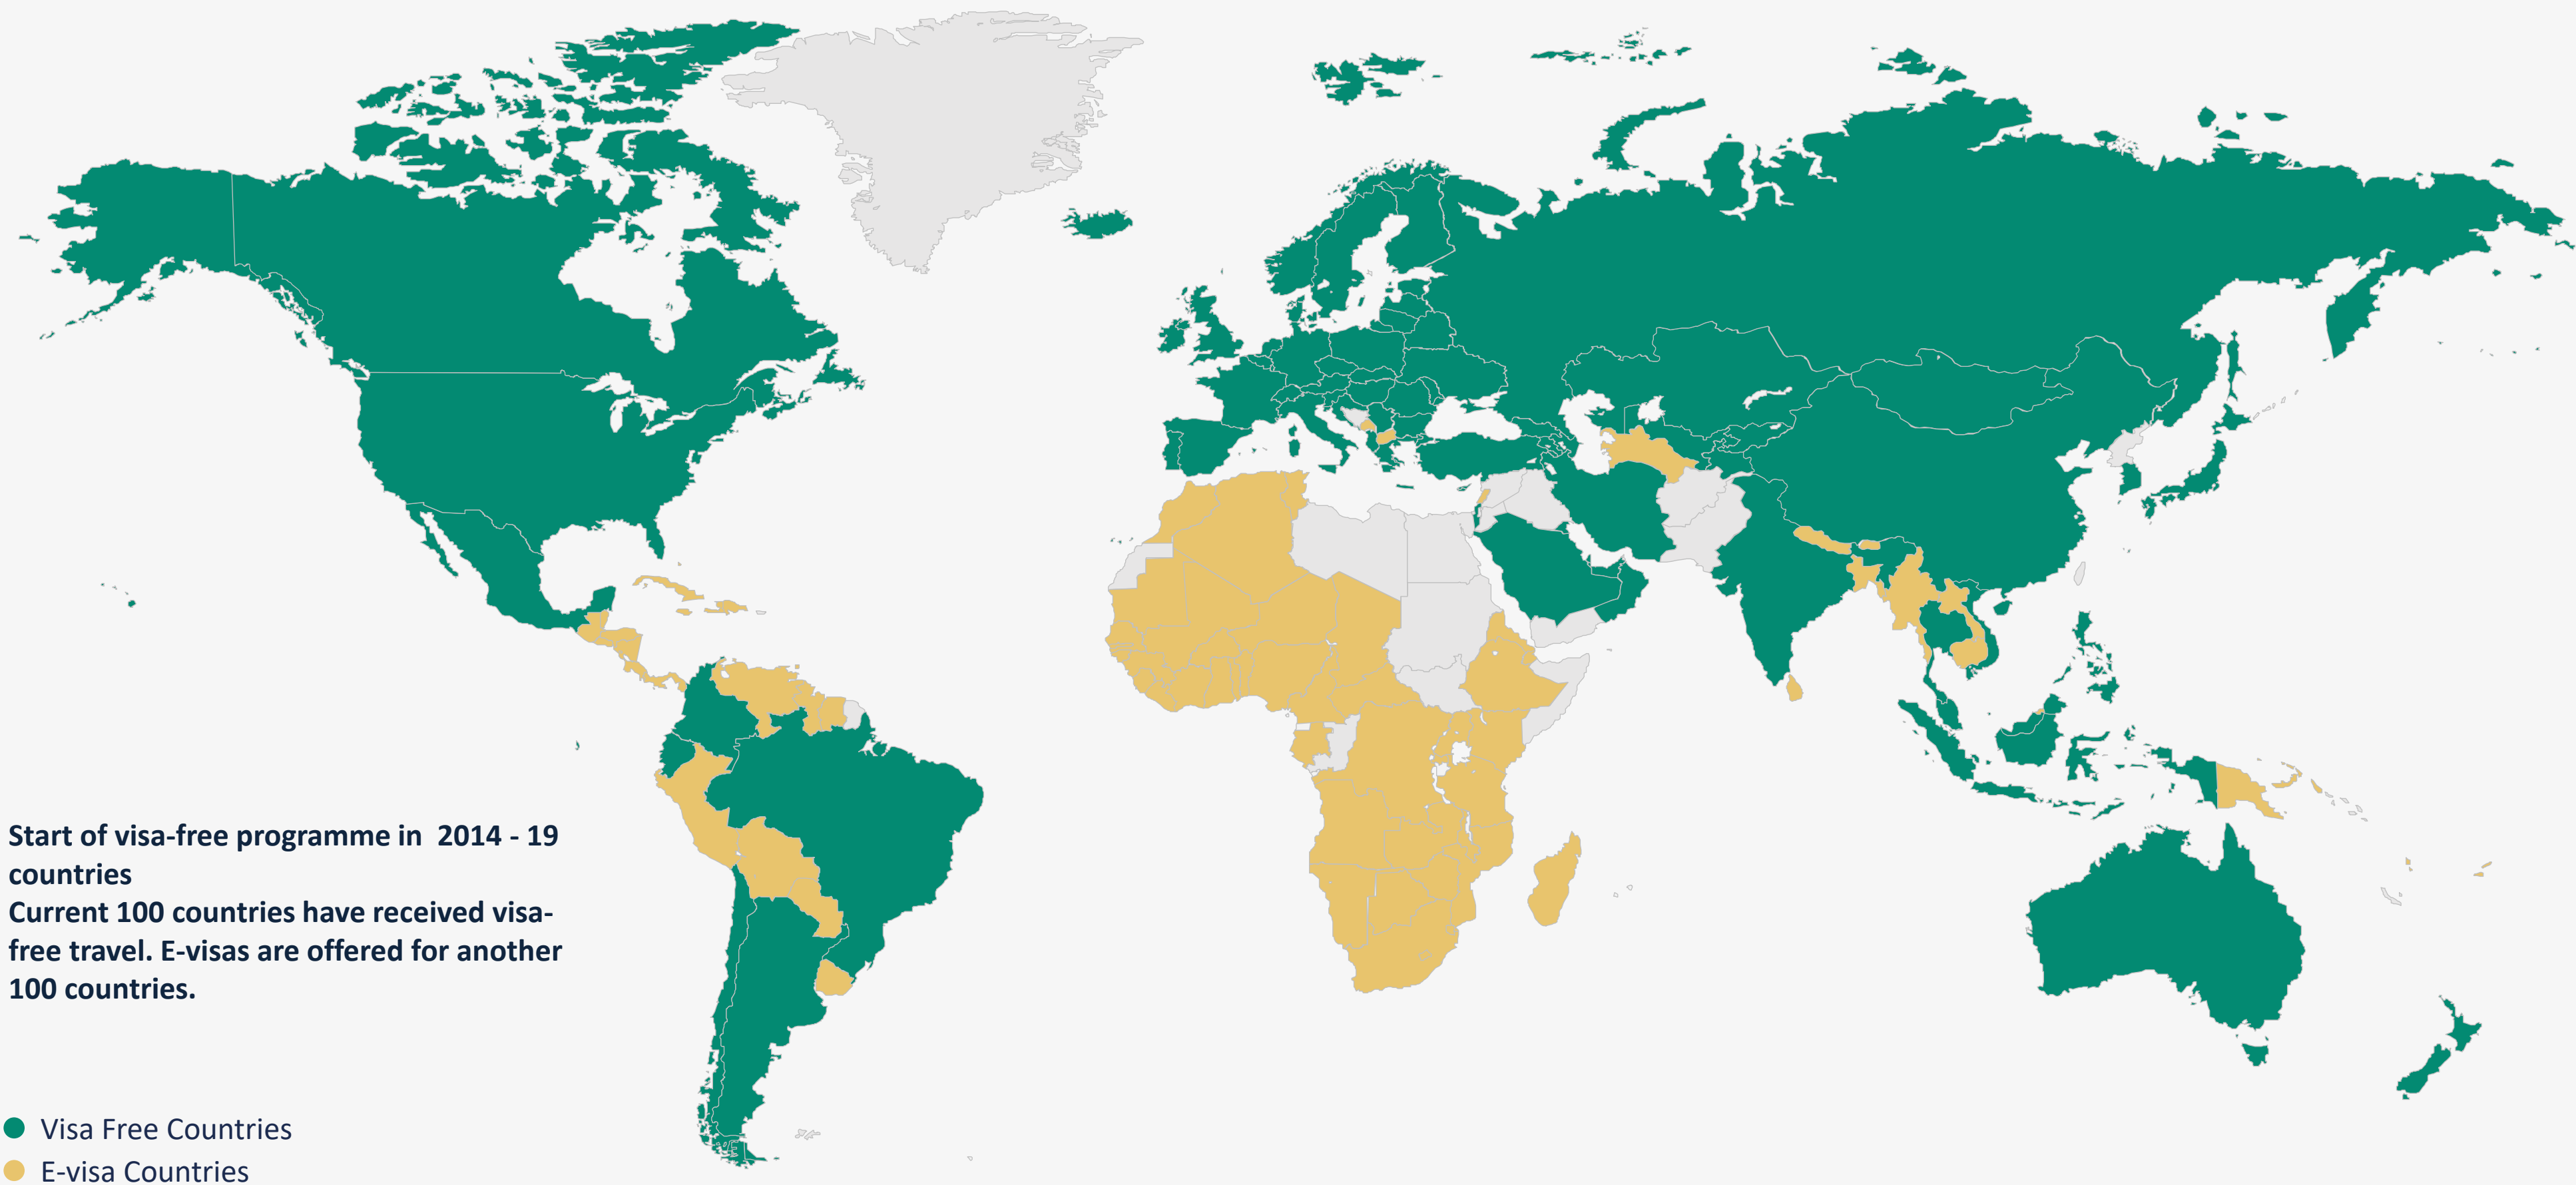 Start of visa-free programme in  2014 - 19
countries
Current 100 countries have received visa-
free travel. E-visas are offered for another
100 countries.
Visa Free Countries
E-visa Countries